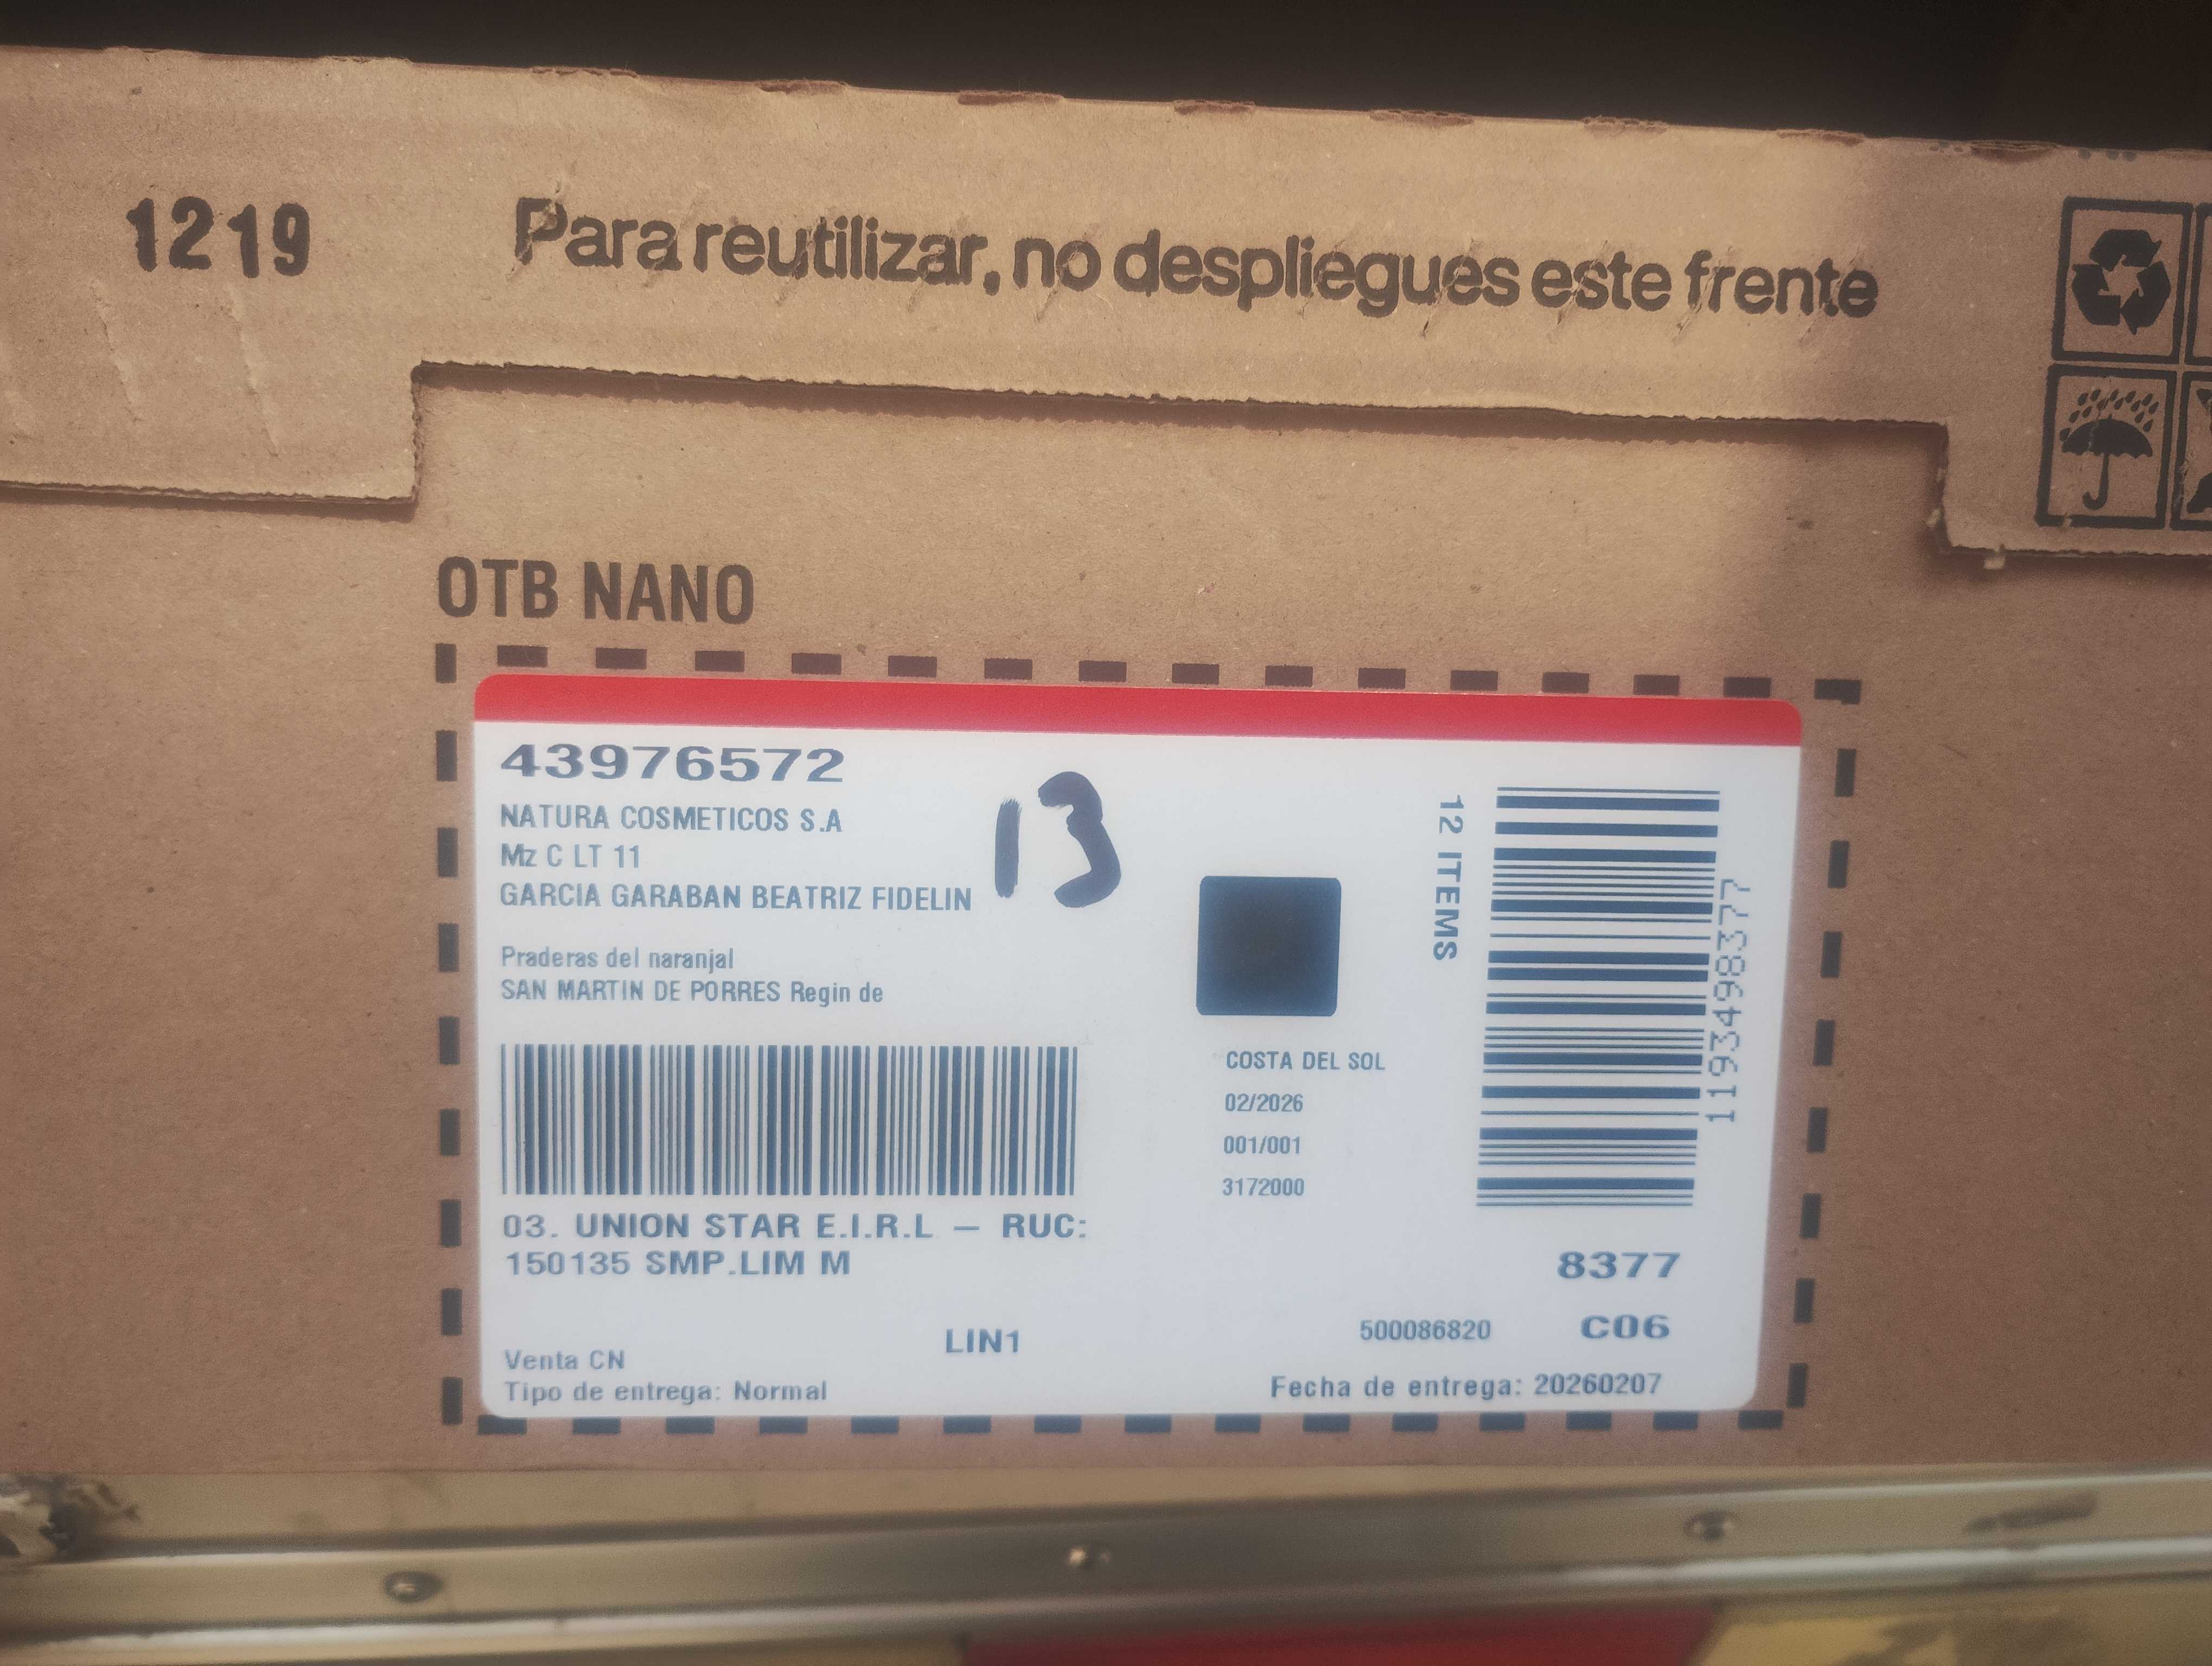 1219
Para reutilizar, no despliegues este frente
OTB NANO
43976572
NATURA COSMETICOS S.A
Mz C LT 11
GARCIA GARABAN BEATRIZ FIDELIN
13
Praderas del naranjal
SAN MARTIN DE PORRES Regin de
12 ITEMS
1193498377
COSTA DEL SOL
02/2026
001/001
3172000
03. UNION STAR E.I.R.L — RUC:
150135 SMP.LIM M
8377
LIN1
500086820 C06
Venta CN
Tipo de entrega: Normal
Fecha de entrega: 20260207